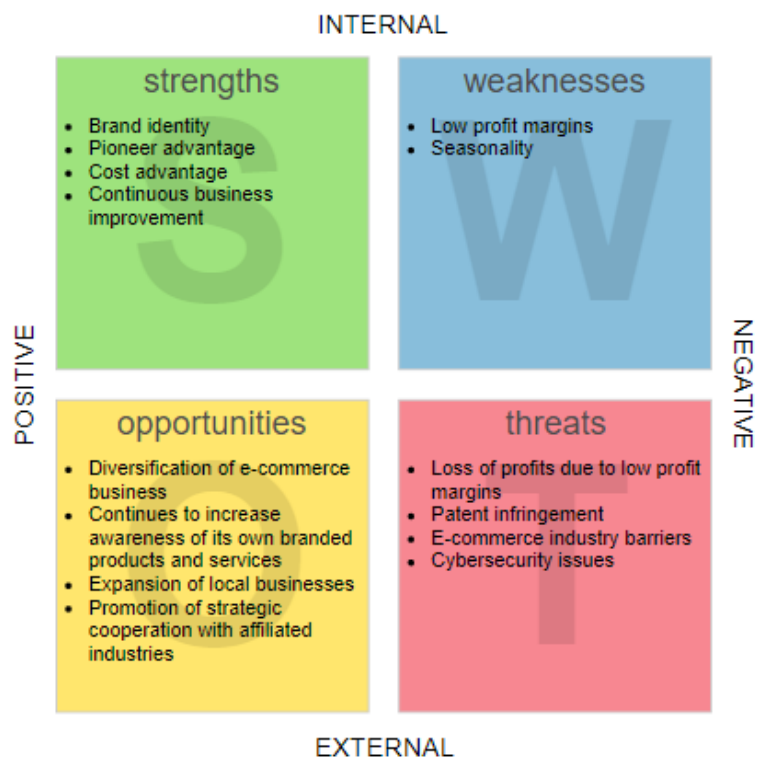 INTERNAL
strengths
• Brand identity
• Pioneer advantage
• Cost advantage
• Continuous business
improvement
S
weaknesses
• Low profit margins
• Seasonality
W
POSITIVE
NEGATIVE
opportunities
• Diversification of e-commerce
business
• Continues to increase
awareness of its own branded
products and services
• Expansion of local businesses
• Promotion of strategic
cooperation with affiliated
industries
O
threats
• Loss of profits due to low profit
margins
• Patent infringement
• E-commerce industry barriers
• Cybersecurity issues
T
EXTERNAL